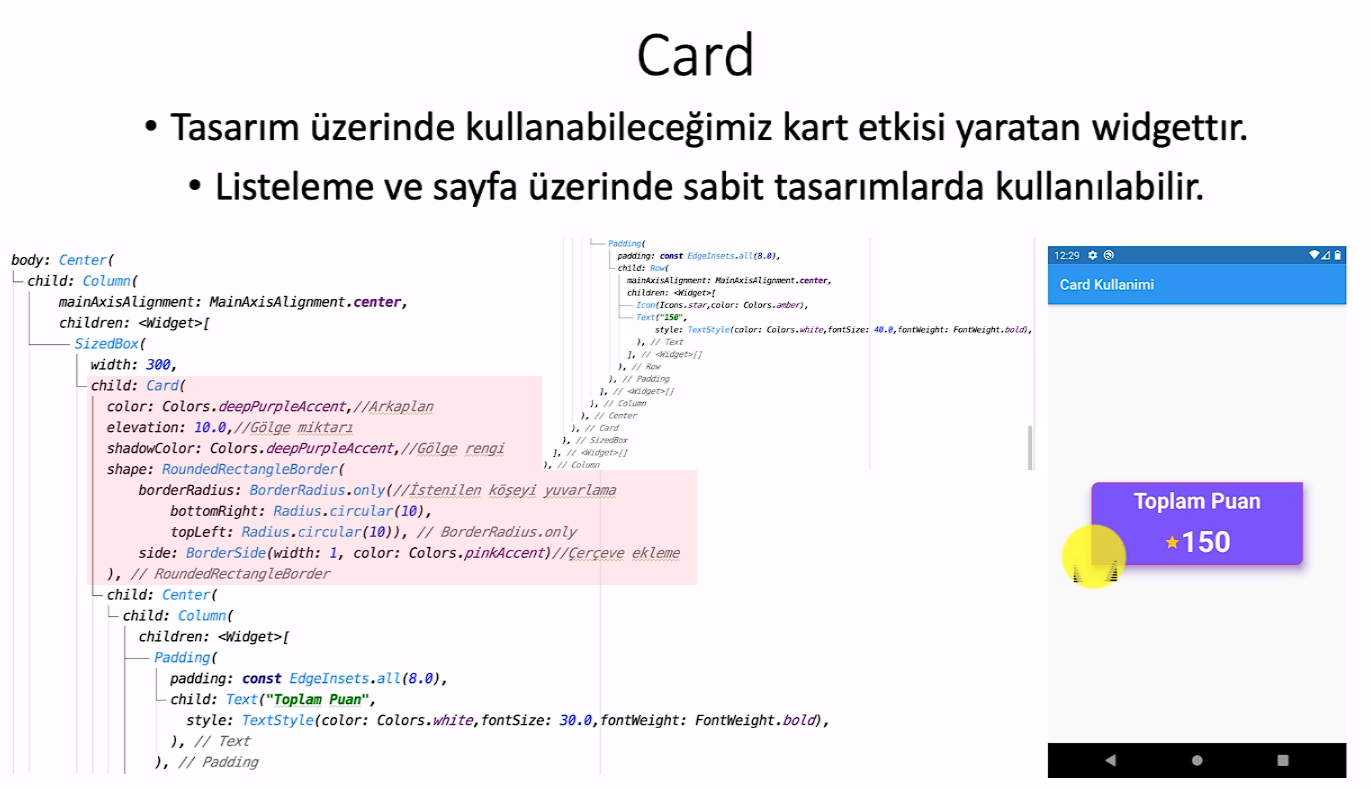 Card
• Tasarım üzerinde kullanabileceğimiz kart etkisi yaratan widgettır.
• Listeleme ve sayfa üzerinde sabit tasarımlarda kullanılabilir.
body: Center(
child: Column(
mainAxisAlignment: MainAxisAlignment.center,
children: <Widget>[
SizedBox(
width: 300,
child: Card(
color: Colors.deepPurpleAccent,//Arkaplan
elevation: 10.0,//Gölge miktarı
shadowColor: Colors.deepPurpleAccent,//Gölge rengi
shape: RoundedRectangleBorder(
borderRadius: BorderRadius.only(//İstenilen köşeyi yuvarlama
bottomRight: Radius.circular(10),
topLeft: Radius.circular(10)), // BorderRadius.only
side: BorderSide(width: 1, color: Colors.pinkAccent)//Çerçeve ekleme
), // RoundedRectangleBorder
child: Center(
child: Column(
children: <Widget>[
Padding(
padding: const EdgeInsets.all(8.0),
child: Text("Toplam Puan",
style: TextStyle(color: Colors.white,fontSize: 30.0,fontWeight: FontWeight.bold),
), // Text
), // Padding
Padding(
padding: const EdgeInsets.all(8.0),
child: Row(
mainAxisAlignment: MainAxisAlignment.center,
children: <Widget>[
Icon(Icons.star,color: Colors.amber),
Text("150",
style: TextStyle(color: Colors.white,fontSize: 40.0,fontWeight: FontWeight.bold),
), // Text
], // <Widget>[]
), // Row
), // Padding
], // <Widget>[]
), // Column
), // Center
), // Card
), // SizedBox
], // <Widget>[]
), // Column
12:29
Card Kullanimi
Toplam Puan
150